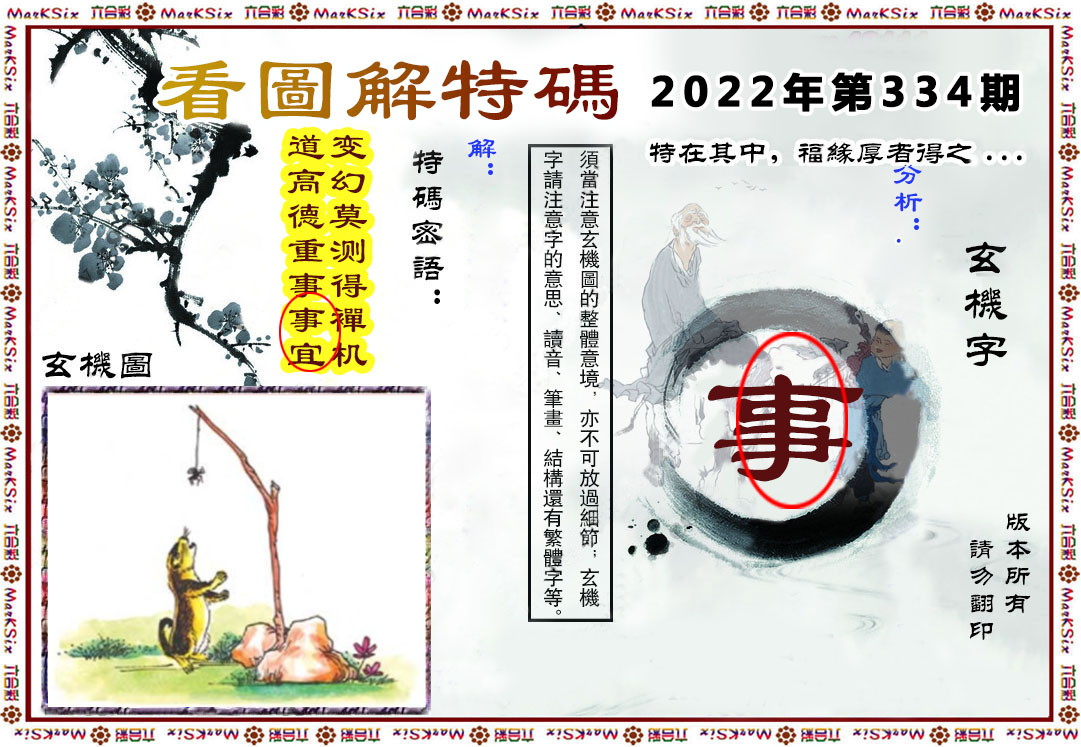 MarKSix 六合彩 MarKSix 六合彩 MarKSix 六合彩 MarKSix 六合彩 MarKSix 六合彩 MarKSix 六合彩 MarKSix
看圖解特碼
2022年第334期
特在其中，福緣厚者得之 ...
分析：
玄機字
事
版本所有
請勿翻印
須當注意玄機圖的整體意境，亦不可放過細節；玄機
字請注意字的意思、讀音、筆畫、結構還有繁體字等。
解：
特碼密語：
变幻莫测得禪机
道高德重事事宜
玄機圖